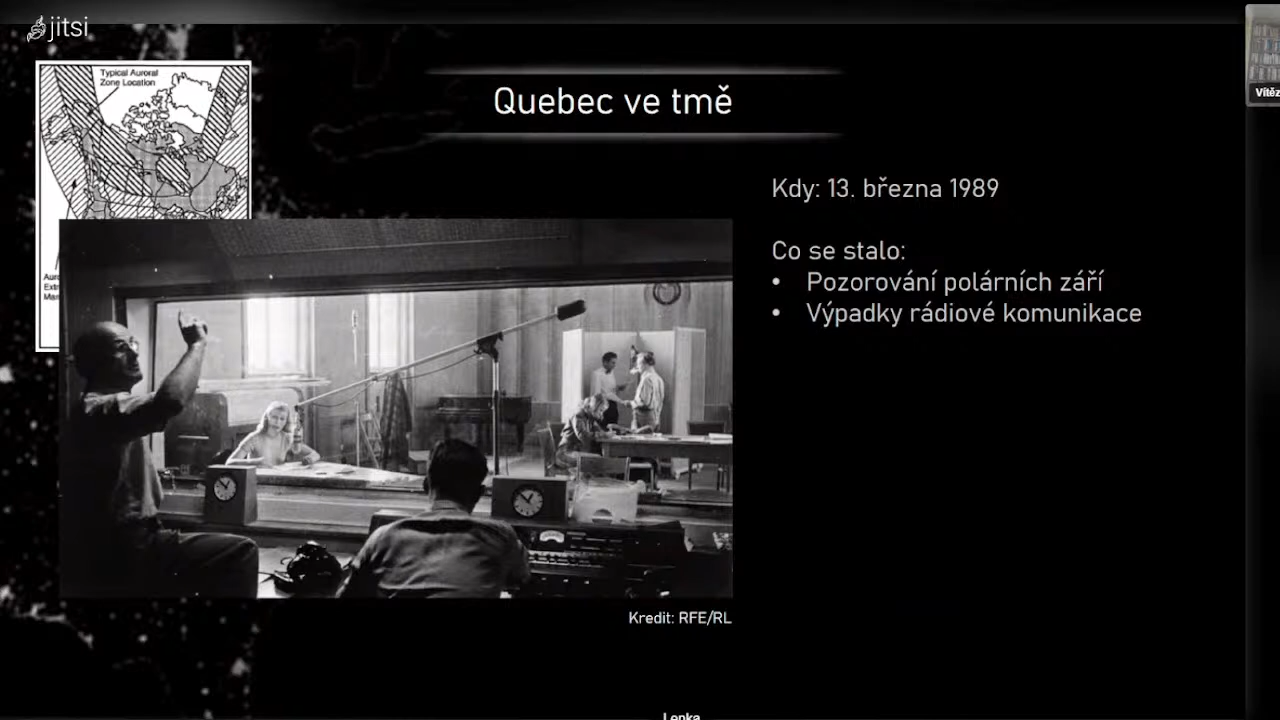 jitsi
Typical Auroral
Zone Location
Quebec ve tmě
Vítěz
Kdy: 13. března 1989
Co se stalo:
• Pozorování polárních září
• Výpadky rádiové komunikace
Kredit: RFE/RL
Lenka